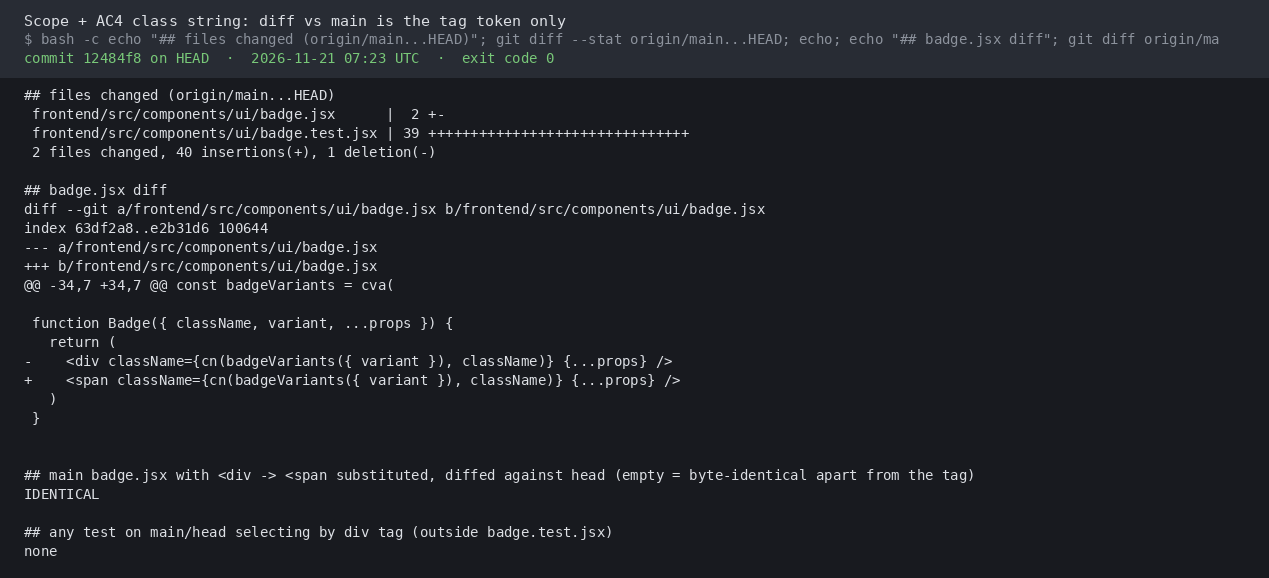 Scope + AC4 class string: diff vs main is the tag token only
$ bash -c echo "## files changed (origin/main...HEAD)"; git diff --stat origin/main...HEAD; echo; echo "## badge.jsx diff"; git diff origin/ma
commit 12484f8 on HEAD  ·  2026-11-21 07:23 UTC  ·  exit code 0
## files changed (origin/main...HEAD)
 frontend/src/components/ui/badge.jsx      |  2 +-
 frontend/src/components/ui/badge.test.jsx | 39 +++++++++++++++++++++++++++++++
 2 files changed, 40 insertions(+), 1 deletion(-)
## badge.jsx diff
diff --git a/frontend/src/components/ui/badge.jsx b/frontend/src/components/ui/badge.jsx
index 63df2a8..e2b31d6 100644
--- a/frontend/src/components/ui/badge.jsx
+++ b/frontend/src/components/ui/badge.jsx
@@ -34,7 +34,7 @@ const badgeVariants = cva(
 function Badge({ className, variant, ...props }) {
   return (
-    <div className={cn(badgeVariants({ variant }), className)} {...props} />
+    <span className={cn(badgeVariants({ variant }), className)} {...props} />
   )
 }
## main badge.jsx with <div -> <span substituted, diffed against head (empty = byte-identical apart from the tag)
IDENTICAL
## any test on main/head selecting by div tag (outside badge.test.jsx)
none